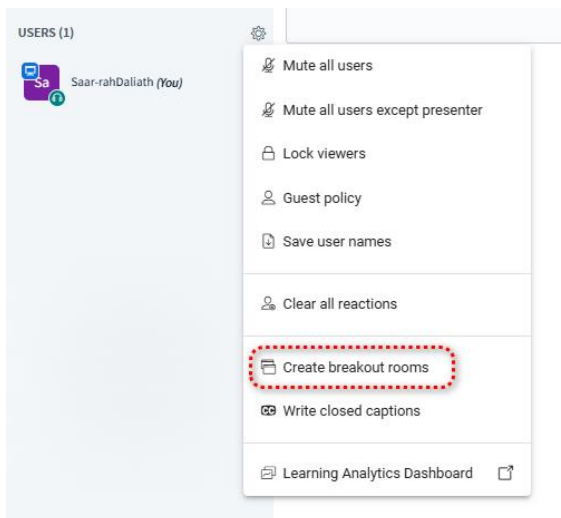 USERS (1)
Sa
Saar-rahDaliath (You)
Mute all users
Mute all users except presenter
Lock viewers
Guest policy
Save user names
Clear all reactions
Create breakout rooms
CC Write closed captions
Learning Analytics Dashboard